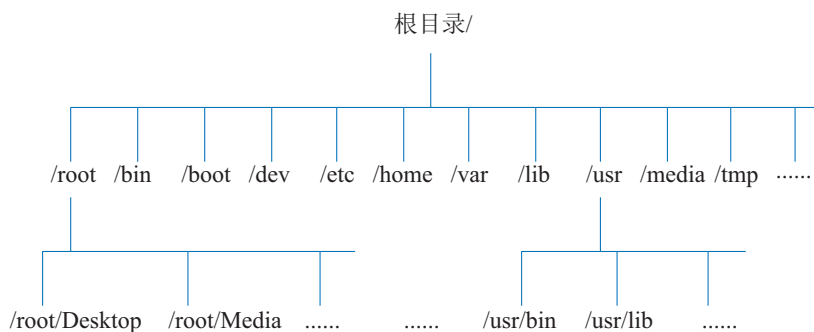 根目录/
/root /bin /boot /dev /etc /home /var /lib /usr /media /tmp ······
/root/Desktop /root/Media ······ ······ /usr/bin /usr/lib ······